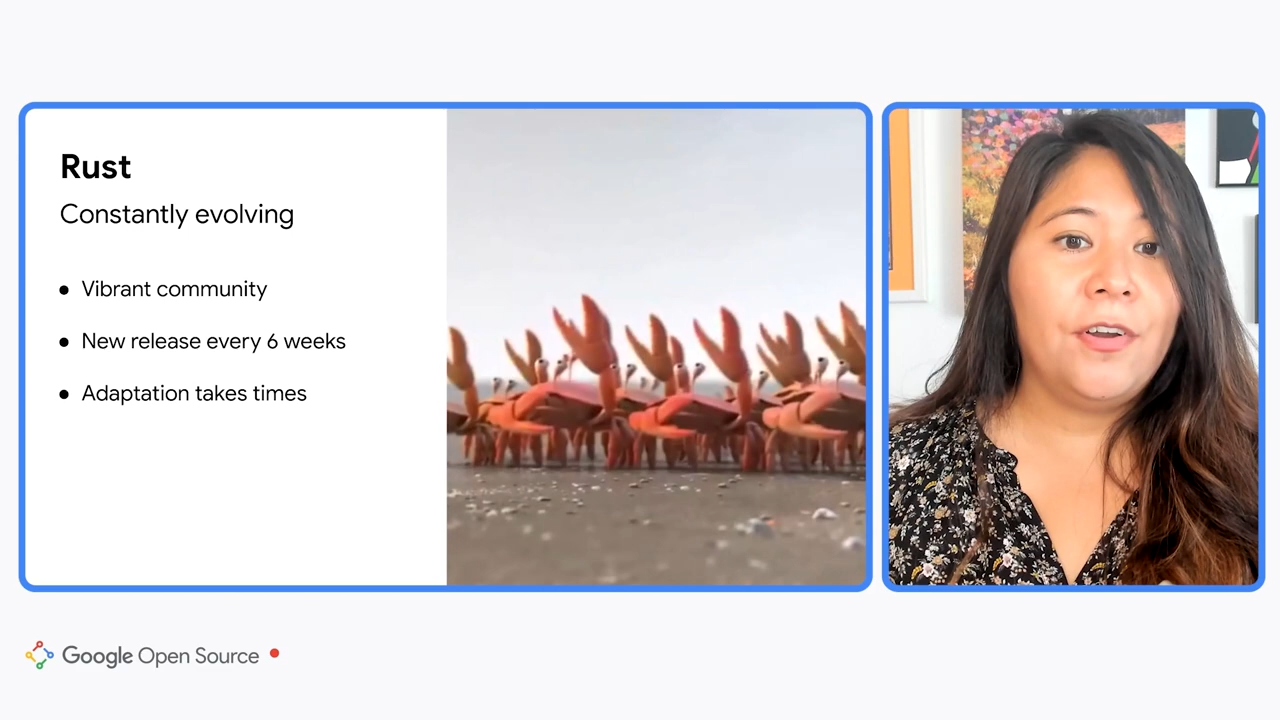 Rust
Constantly evolving
● Vibrant community
● New release every 6 weeks
● Adaptation takes times
Google Open Source